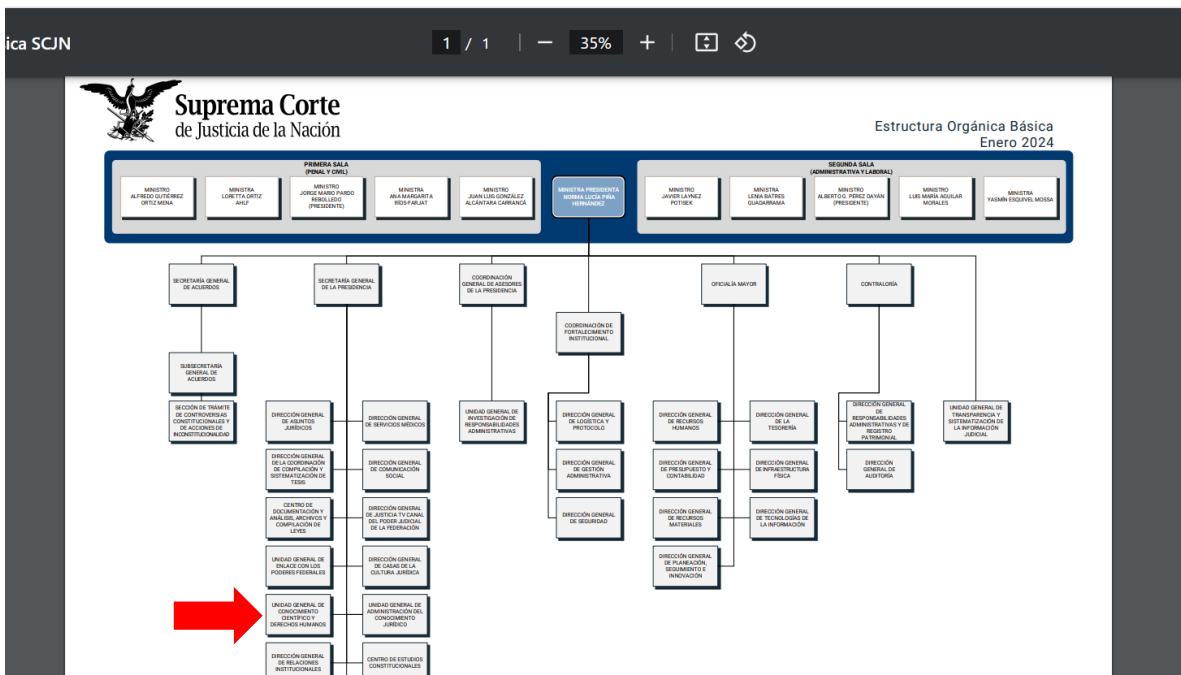 ica SCJN
1 / 1
35%
Suprema Corte
de Justicia de la Nación
Estructura Orgánica Básica
Enero 2024
PRIMERA SALA
(PENAL Y CIVIL)
MINISTRO
ALFREDO GUTIÉRREZ
ORTIZ MENA
MINISTRA
LORETTA ORTIZ
AHLF
MINISTRO
JORGE MARIO PARDO
REBOLLEDO
(PRESIDENTE)
MINISTRA
ANA MARGARITA
RÍOS-FARJAT
MINISTRO
JUAN LUIS GONZÁLEZ
ALCÁNTARA CARRANCÁ
MINISTRA PRESIDENTA
NORMA LUCÍA PIÑA
HERNÁNDEZ
SEGUNDA SALA
(ADMINISTRATIVA Y LABORAL)
MINISTRO
JAVIER LAYNEZ
POTISEK
MINISTRA
LENIA BATRES
GUADARRAMA
MINISTRO
ALBERTO G. PÉREZ DAYÁN
(PRESIDENTE)
MINISTRO
LUIS MARÍA AGUILAR
MORALES
MINISTRA
YASMÍN ESQUIVEL MOSSA
SECRETARÍA GENERAL
DE ACUERDOS
SECRETARÍA GENERAL
DE LA PRESIDENCIA
COORDINACIÓN
GENERAL DE ASESORES
DE LA PRESIDENCIA
OFICIALÍA MAYOR
CONTRALORÍA
COORDINACIÓN DE
FORTALECIMIENTO
INSTITUCIONAL
SUBSECRETARÍA
GENERAL DE
ACUERDOS
SECCIÓN DE TRÁMITE
DE CONTROVERSIAS
CONSTITUCIONALES Y
DE ACCIONES DE
INCONSTITUCIONALIDAD
DIRECCIÓN GENERAL
DE ASUNTOS
JURÍDICOS
DIRECCIÓN GENERAL
DE SERVICIOS MÉDICOS
UNIDAD GENERAL DE
INVESTIGACIÓN DE
RESPONSABILIDADES
ADMINISTRATIVAS
DIRECCIÓN GENERAL
DE LOGÍSTICA Y
PROTOCOLO
DIRECCIÓN GENERAL
DE RECURSOS
HUMANOS
DIRECCIÓN GENERAL
DE LA
TESORERÍA
DIRECCIÓN GENERAL
DE
RESPONSABILIDADES
ADMINISTRATIVAS Y DE
REGISTRO
PATRIMONIAL
UNIDAD GENERAL DE
TRANSPARENCIA Y
SISTEMATIZACIÓN DE
LA INFORMACIÓN
JUDICIAL
DIRECCIÓN GENERAL
DE LA COORDINACIÓN
DE COMPILACIÓN Y
SISTEMATIZACIÓN DE
TESIS
DIRECCIÓN GENERAL
DE COMUNICACIÓN
SOCIAL
DIRECCIÓN GENERAL
DE GESTIÓN
ADMINISTRATIVA
DIRECCIÓN GENERAL
DE PRESUPUESTO Y
CONTABILIDAD
DIRECCIÓN GENERAL
DE INFRAESTRUCTURA
FÍSICA
DIRECCIÓN
GENERAL DE
AUDITORÍA
CENTRO DE
DOCUMENTACIÓN Y
ANÁLISIS, ARCHIVOS Y
COMPILACIÓN DE
LEYES
DIRECCIÓN GENERAL
DE JUSTICIA TV CANAL
DEL PODER JUDICIAL
DE LA FEDERACIÓN
DIRECCIÓN GENERAL
DE SEGURIDAD
DIRECCIÓN GENERAL
DE RECURSOS
MATERIALES
DIRECCIÓN GENERAL
DE TECNOLOGÍAS DE
LA INFORMACIÓN
UNIDAD GENERAL DE
ENLACE CON LOS
PODERES FEDERALES
DIRECCIÓN GENERAL
DE CASAS DE LA
CULTURA JURÍDICA
DIRECCIÓN GENERAL
DE PLANEACIÓN,
SEGUIMIENTO E
INNOVACIÓN
UNIDAD GENERAL DE
CONOCIMIENTO
CIENTÍFICO Y
DERECHOS HUMANOS
UNIDAD GENERAL DE
ADMINISTRACIÓN DEL
CONOCIMIENTO
JURÍDICO
DIRECCIÓN GENERAL
DE RELACIONES
INSTITUCIONALES
CENTRO DE ESTUDIOS
CONSTITUCIONALES